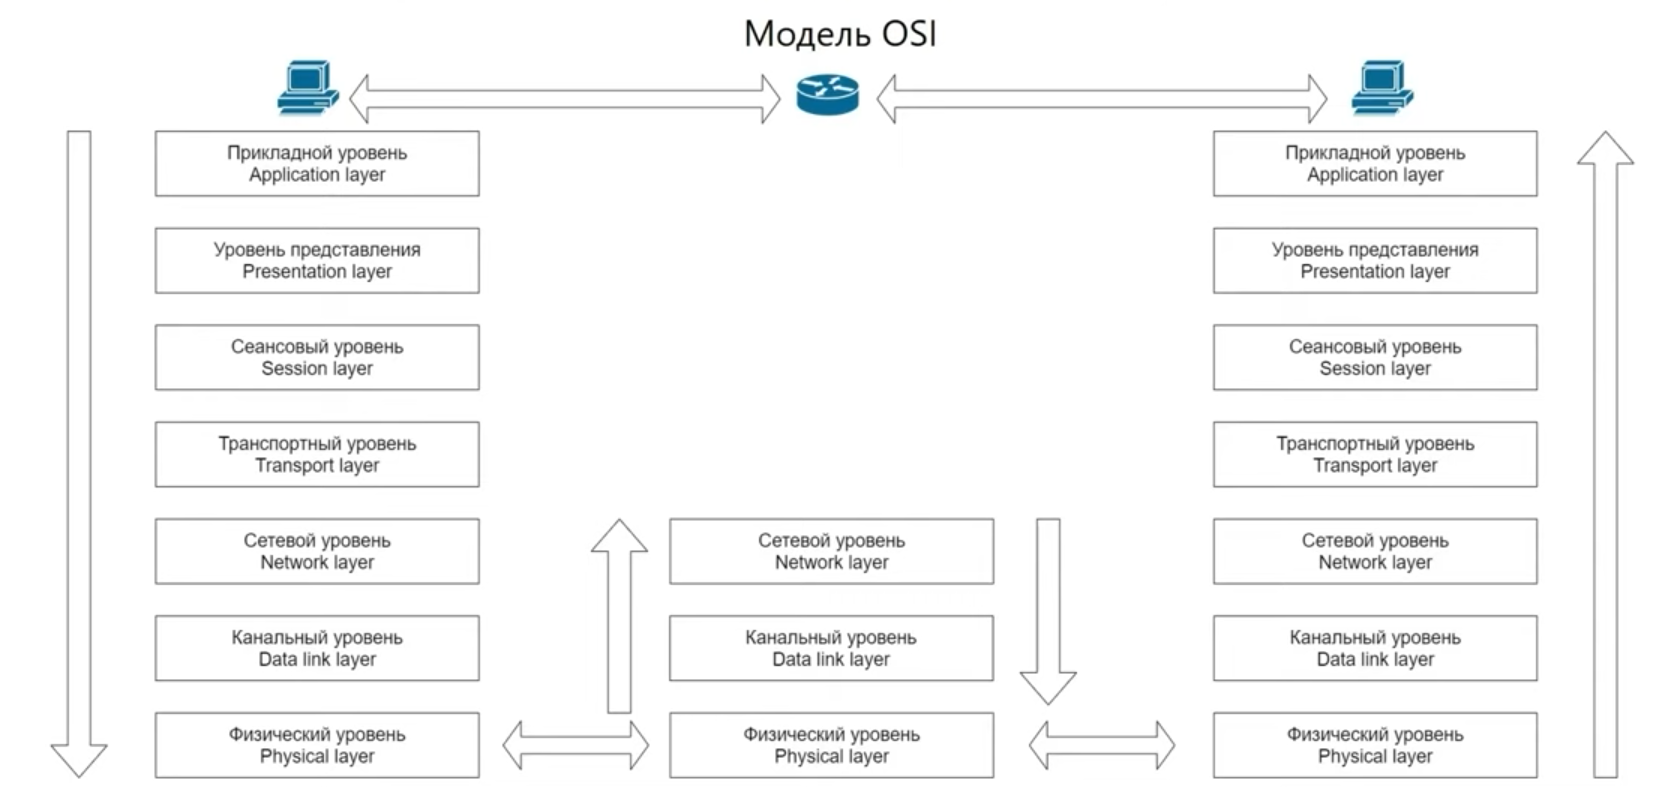 Модель OSI
Прикладной уровень
Application layer
Уровень представления
Presentation layer
Сеансовый уровень
Session layer
Транспортный уровень
Transport layer
Сетевой уровень
Network layer
Канальный уровень
Data link layer
Физический уровень
Physical layer
Сетевой уровень
Network layer
Канальный уровень
Data link layer
Физический уровень
Physical layer
Прикладной уровень
Application layer
Уровень представления
Presentation layer
Сеансовый уровень
Session layer
Транспортный уровень
Transport layer
Сетевой уровень
Network layer
Канальный уровень
Data link layer
Физический уровень
Physical layer